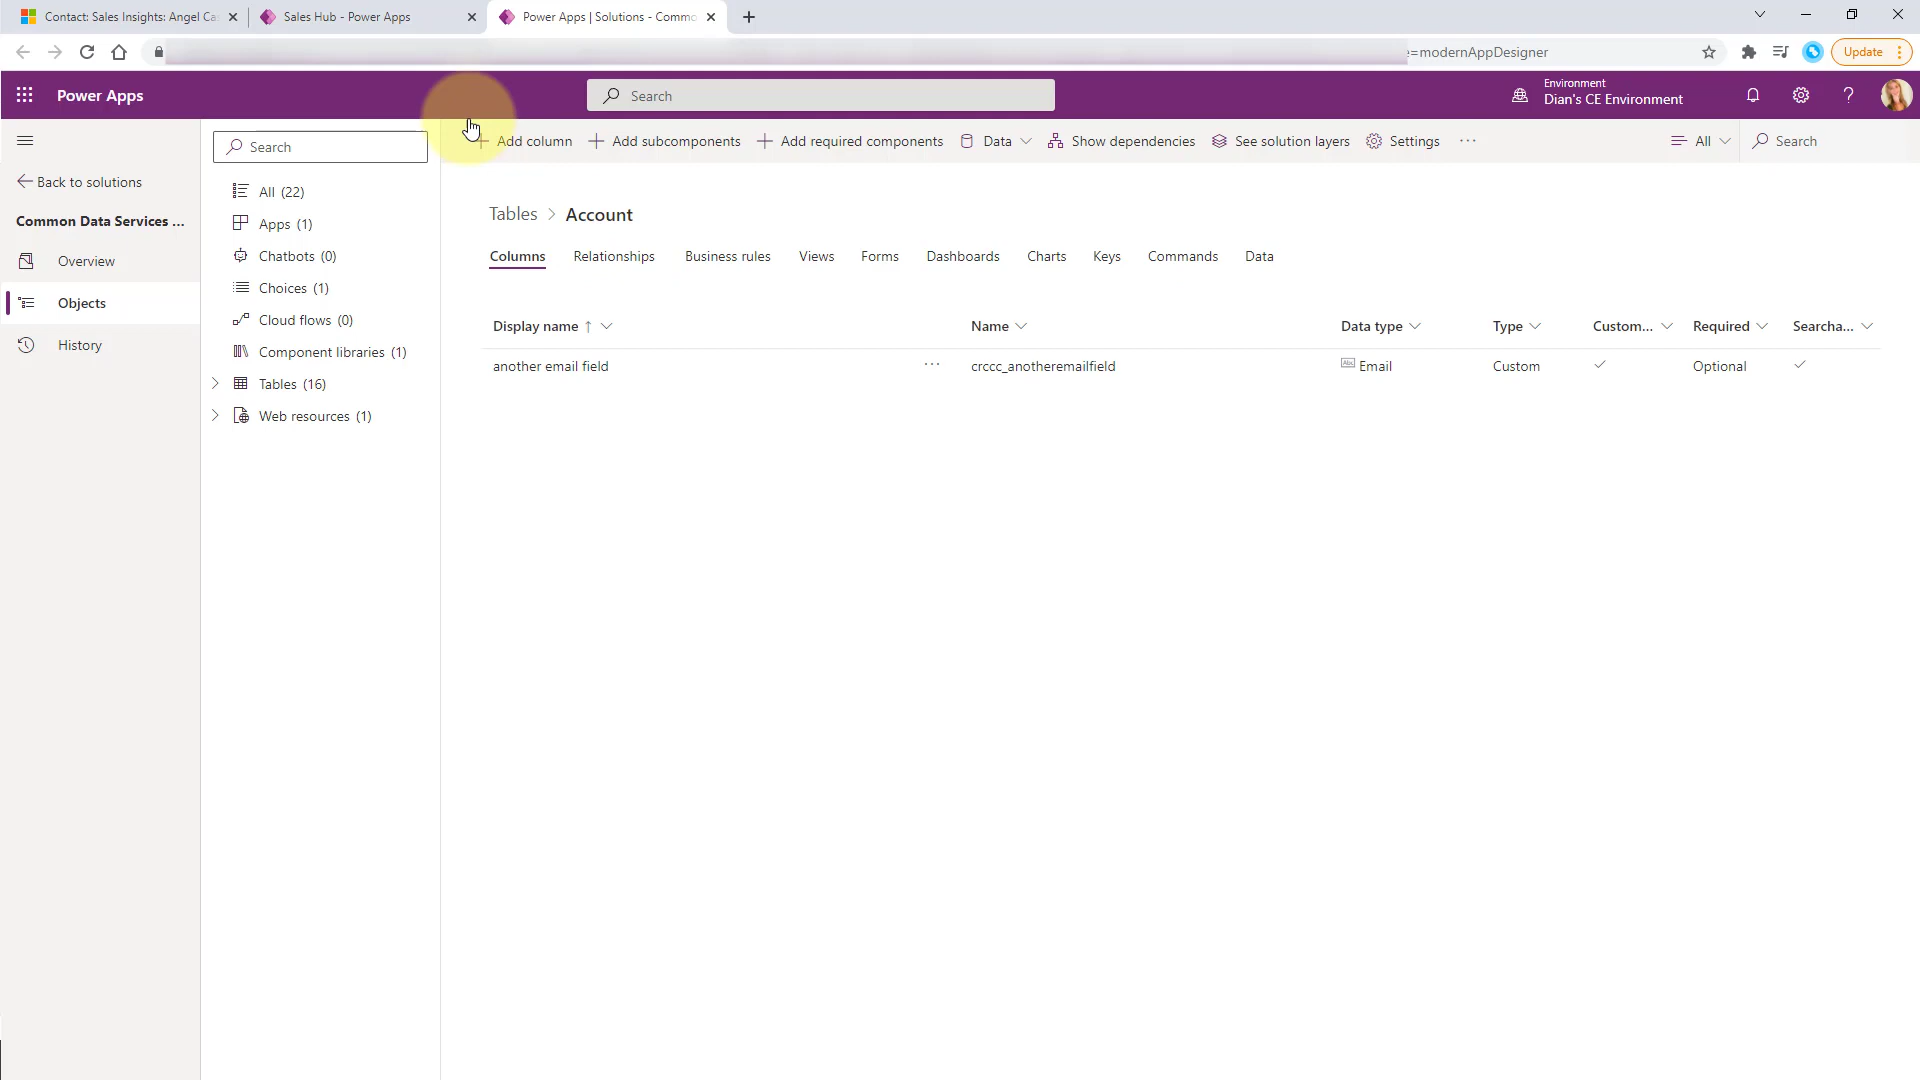 Contact: Sales Insights: Angel Ca
Sales Hub - Power Apps
Power Apps | Solutions - Commo
=modernAppDesigner
Update
Power Apps
Search
Environment
Dian's CE Environment
Search
Add column
Add subcomponents
Add required components
Data
Show dependencies
See solution layers
Settings
All
Search
Back to solutions
Common Data Services ...
Overview
Objects
History
All (22)
Apps (1)
Chatbots (0)
Choices (1)
Cloud flows (0)
Component libraries (1)
Tables (16)
Web resources (1)
Tables > Account
Columns Relationships Business rules Views Forms Dashboards Charts Keys Commands Data
Display name ↑ Name Data type Type Custom... Required Searcha...
another email field ... crccc_anotheremailfield Abc Email Custom Optional